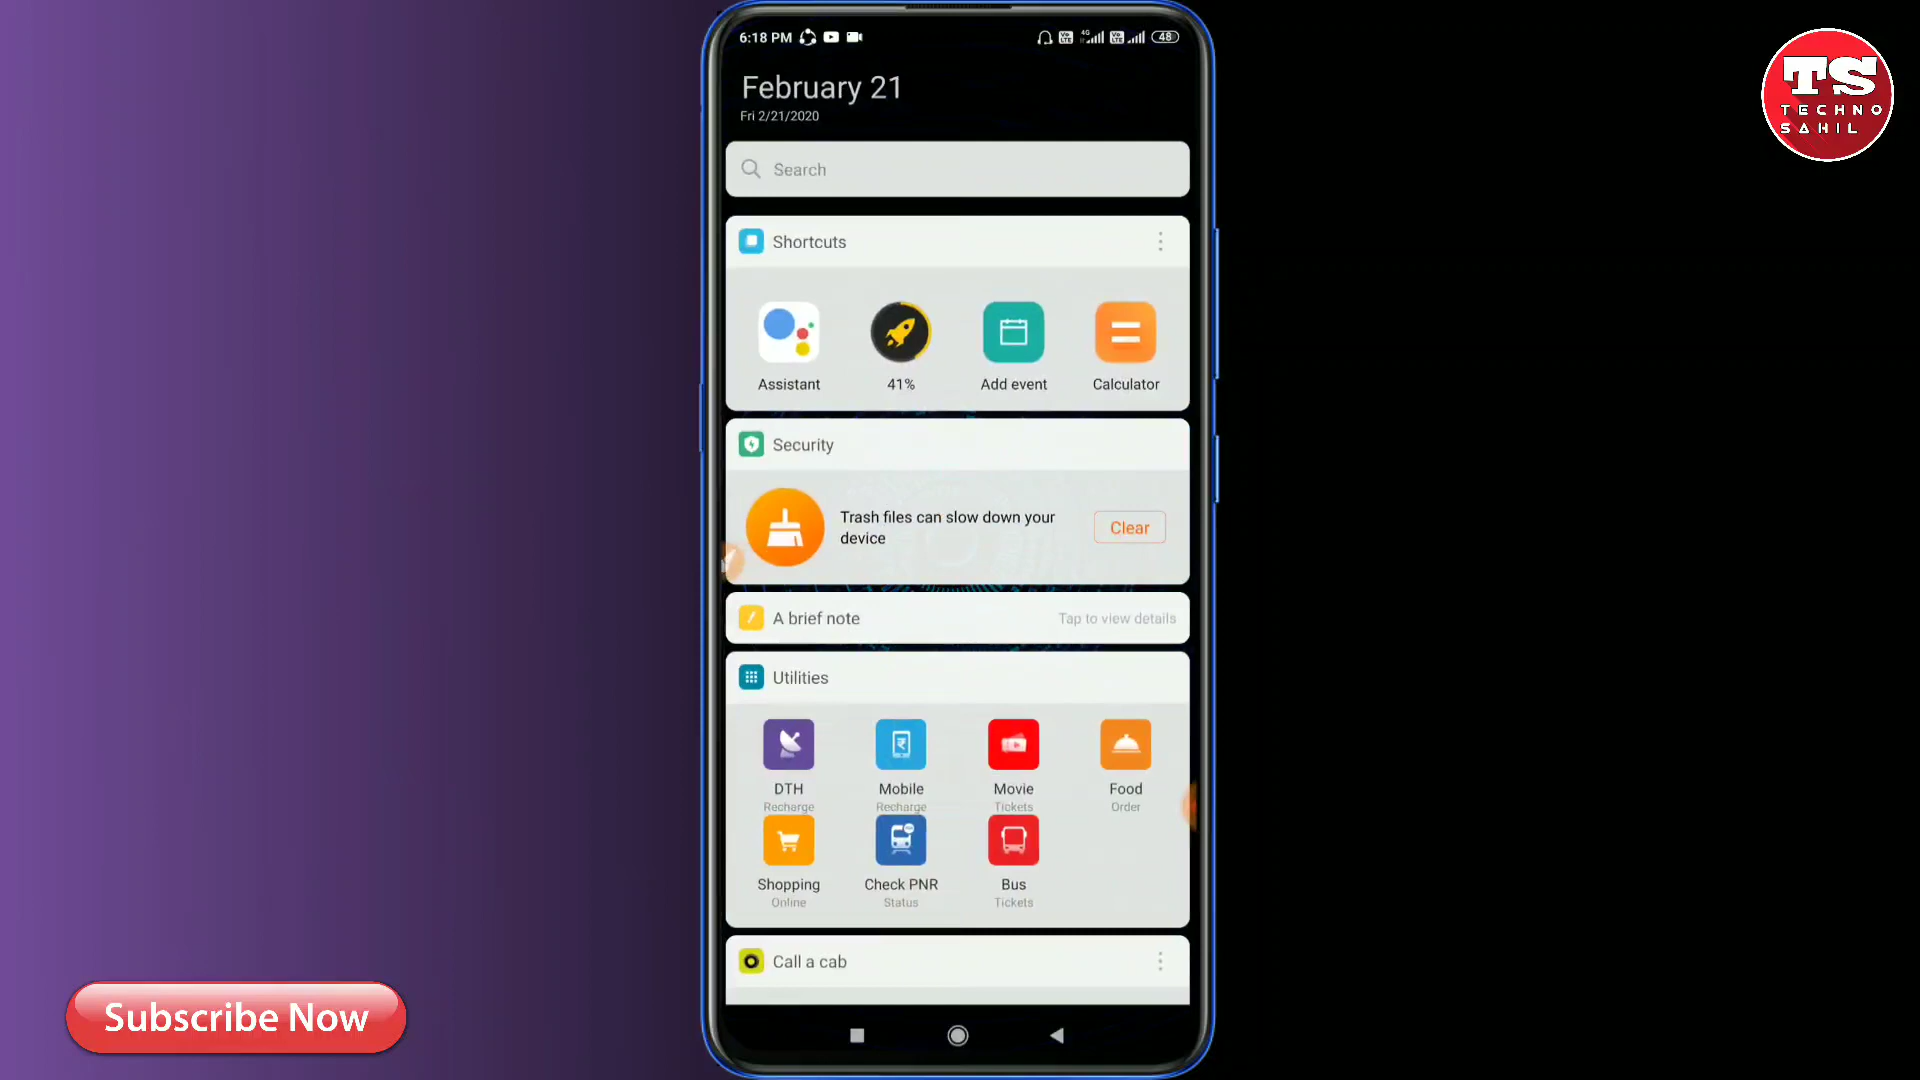 6:18 PM
48
TS
TECHNO
SAHIL
February 21
Fri 2/21/2020
Search
Shortcuts
Assistant
41%
Add event
Calculator
Security
Trash files can slow down your
device
Clear
A brief note
Tap to view details
Utilities
DTH
Recharge
Mobile
Recharge
Movie
Tickets
Food
Order
Shopping
Online
Check PNR
Status
Bus
Tickets
Call a cab
Subscribe Now